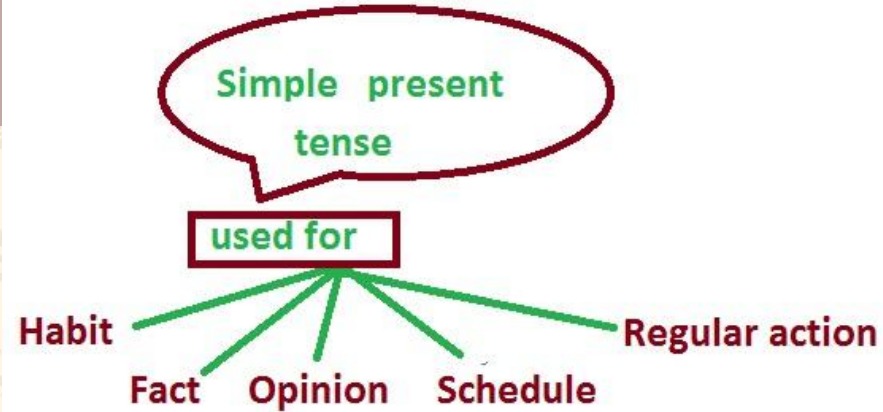 Simple present
tense
used for
Habit
Regular action
Fact Opinion Schedule